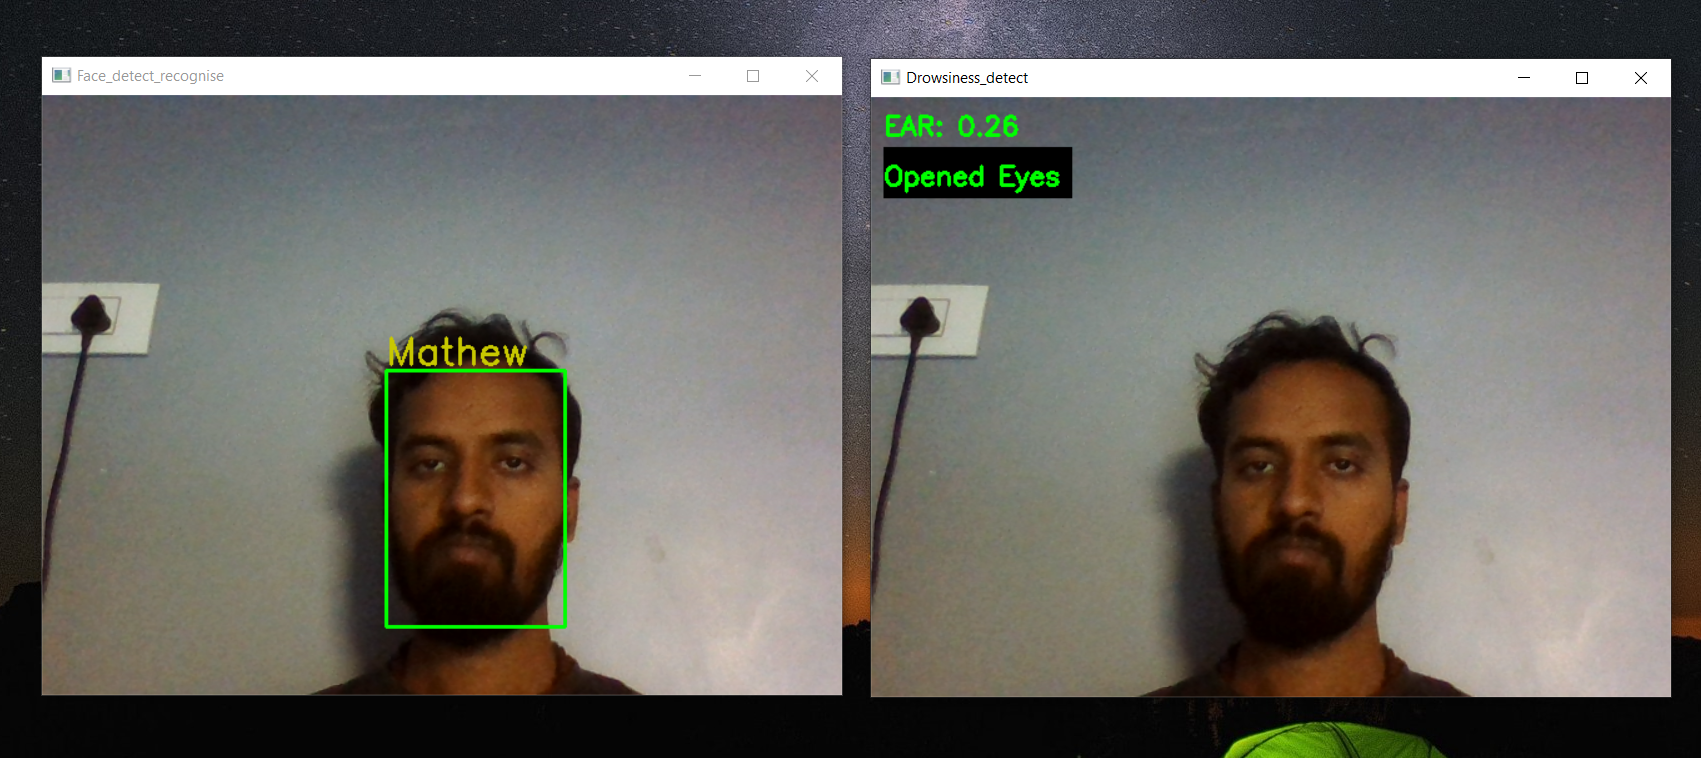 Face_detect_recognise
Mathew
Drowsiness_detect
EAR: 0.26
Opened Eyes